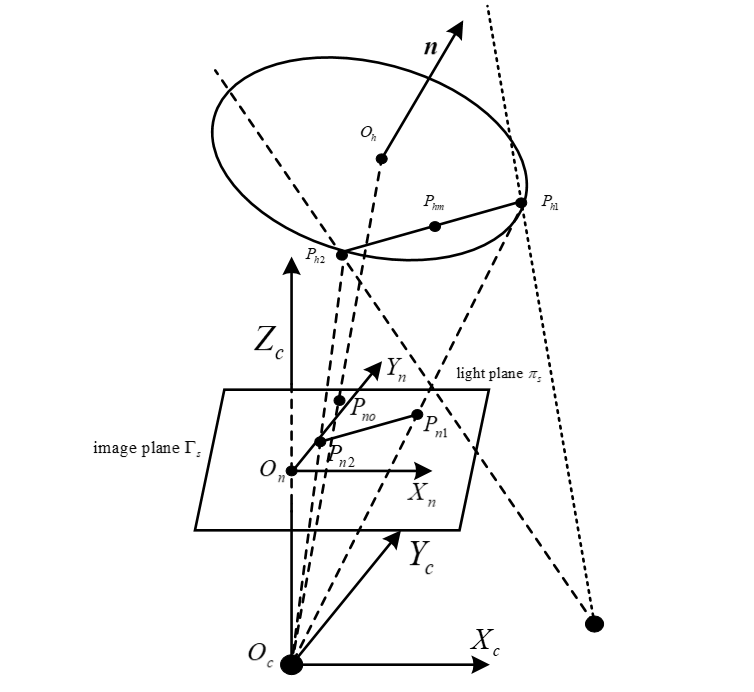 n
O_h
P_hm
P_h1
P_h2
Z_c
Y_n
light plane π_s
P_no
P_n1
image plane Γ_s
P_n2
O_n
X_n
Y_c
X_c
O_c